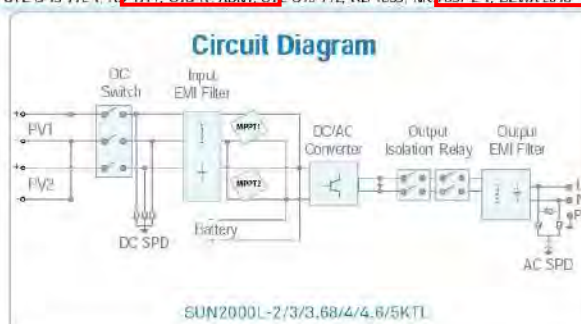 Circuit Diagram
DC
Switch
Input
EMI Filter
MPPT1
DC/AC
Converter
Output
Isolation Relay
Output
EMI Filter
PV1
PV2
MPPT2
Battery
DC SPD
L
N
P
AC SPD
SUN2000L-2/3/3.68/4/4.6/5KTL